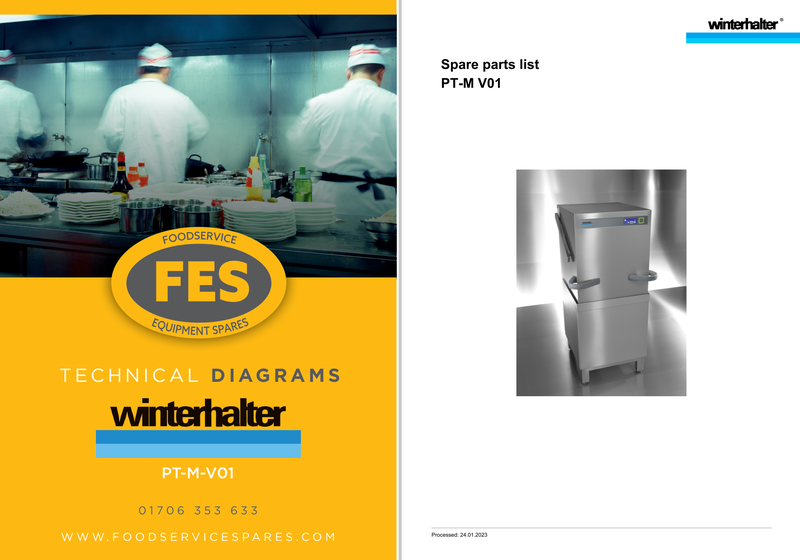 FOODSERVICE
FES
EQUIPMENT SPARES
TECHNICAL DIAGRAMS
winterhalter
PT-M-V01
01706 353 633
WWW.FOODSERVICESPARES.COM
winterhalter®
Spare parts list
PT-M V01
Processed: 24.01.2023